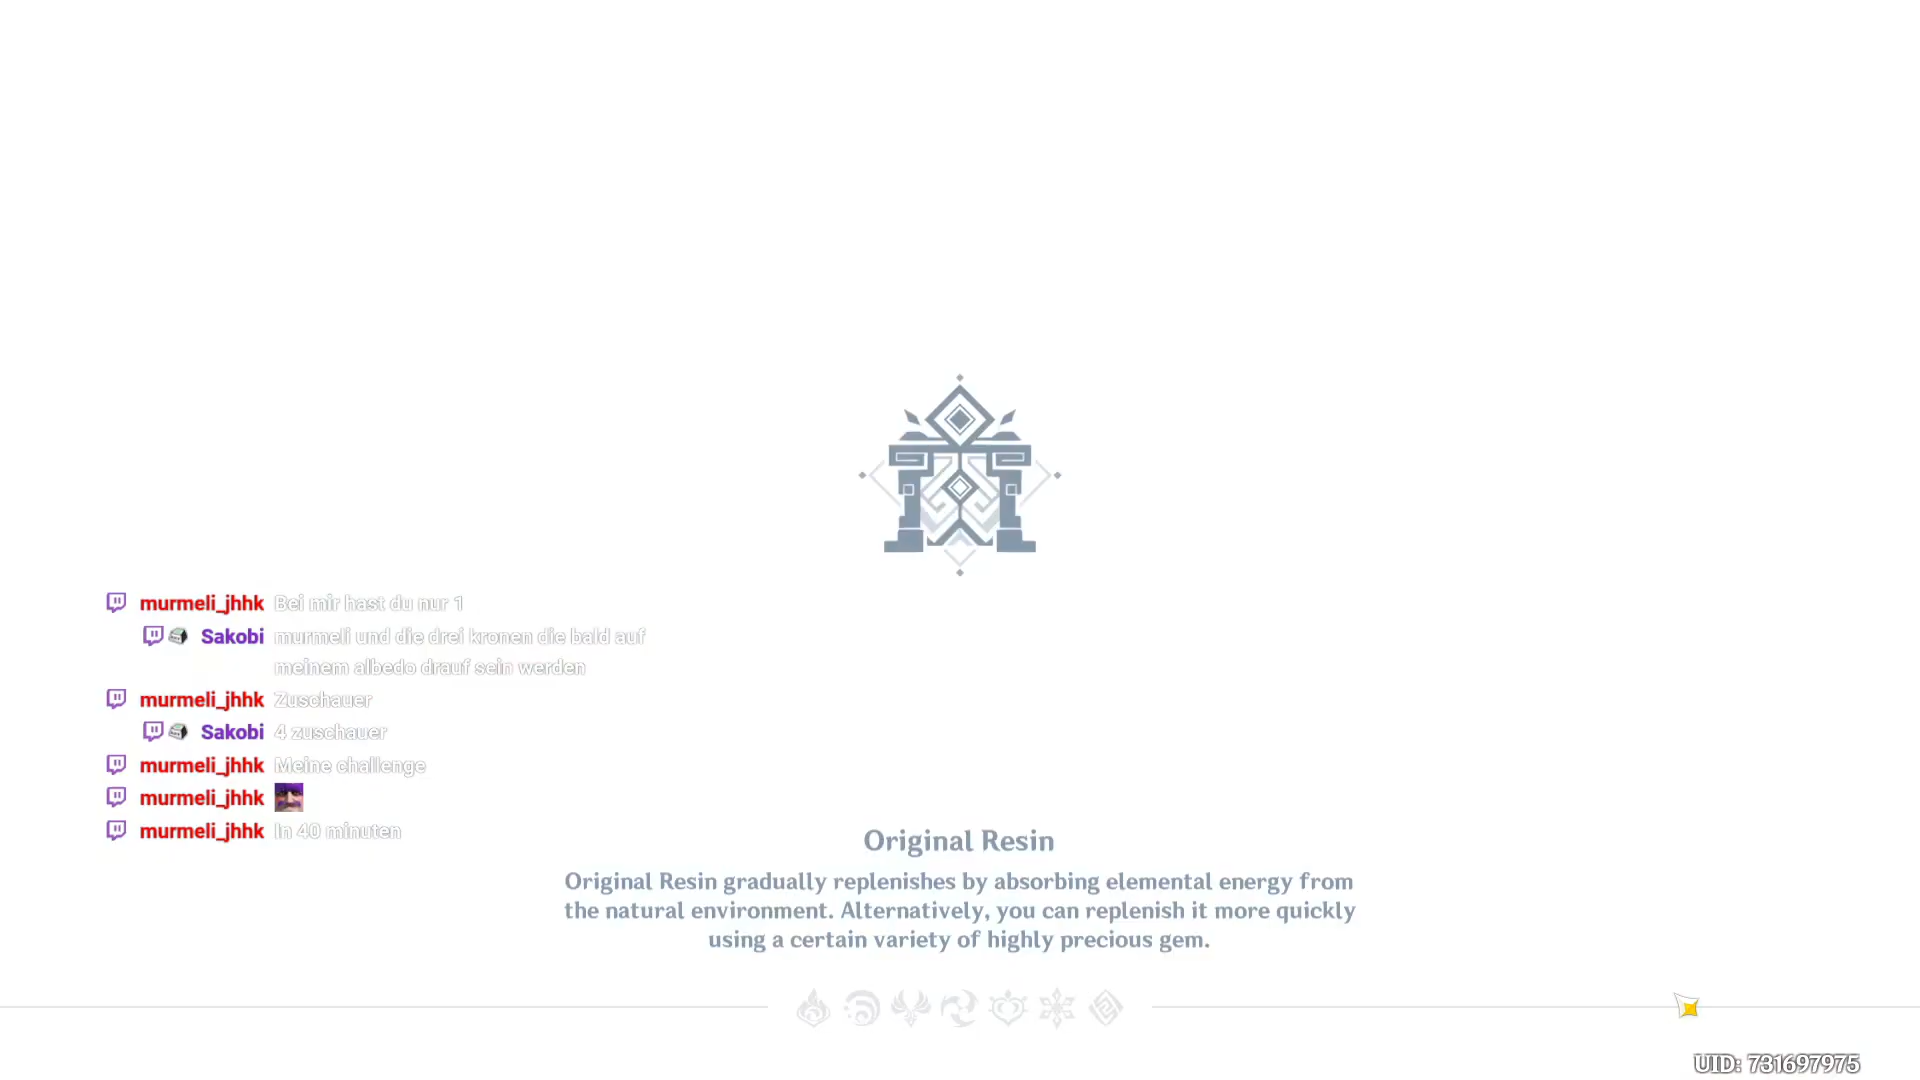 murmeli_jhhk Bei mir hast du nur 1
Sakobi murmeli und die drei kronen die bald auf
meinem albedo drauf sein werden
murmeli_jhhk Zuschauer
Sakobi 4 zuschauer
murmeli_jhhk Meine challenge
murmeli_jhhk
murmeli_jhhk In 40 minuten
Original Resin
Original Resin gradually replenishes by absorbing elemental energy from
the natural environment. Alternatively, you can replenish it more quickly
using a certain variety of highly precious gem.
UID: 731697975